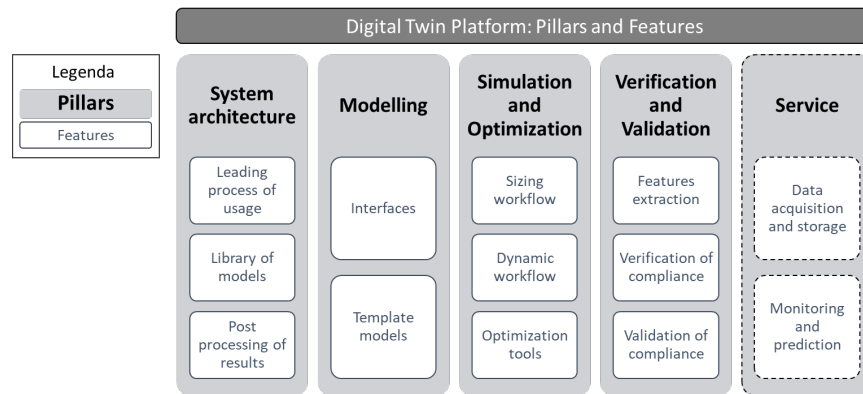 Digital Twin Platform: Pillars and Features
Legenda
Pillars
Features
System
architecture
Leading
process of
usage
Library of
models
Post
processing of
results
Modelling
Interfaces
Template
models
Simulation
and
Optimization
Sizing
workflow
Dynamic
workflow
Optimization
tools
Verification
and
Validation
Features
extraction
Verification of
compliance
Validation of
compliance
Service
Data
acquisition
and storage
Monitoring
and
prediction